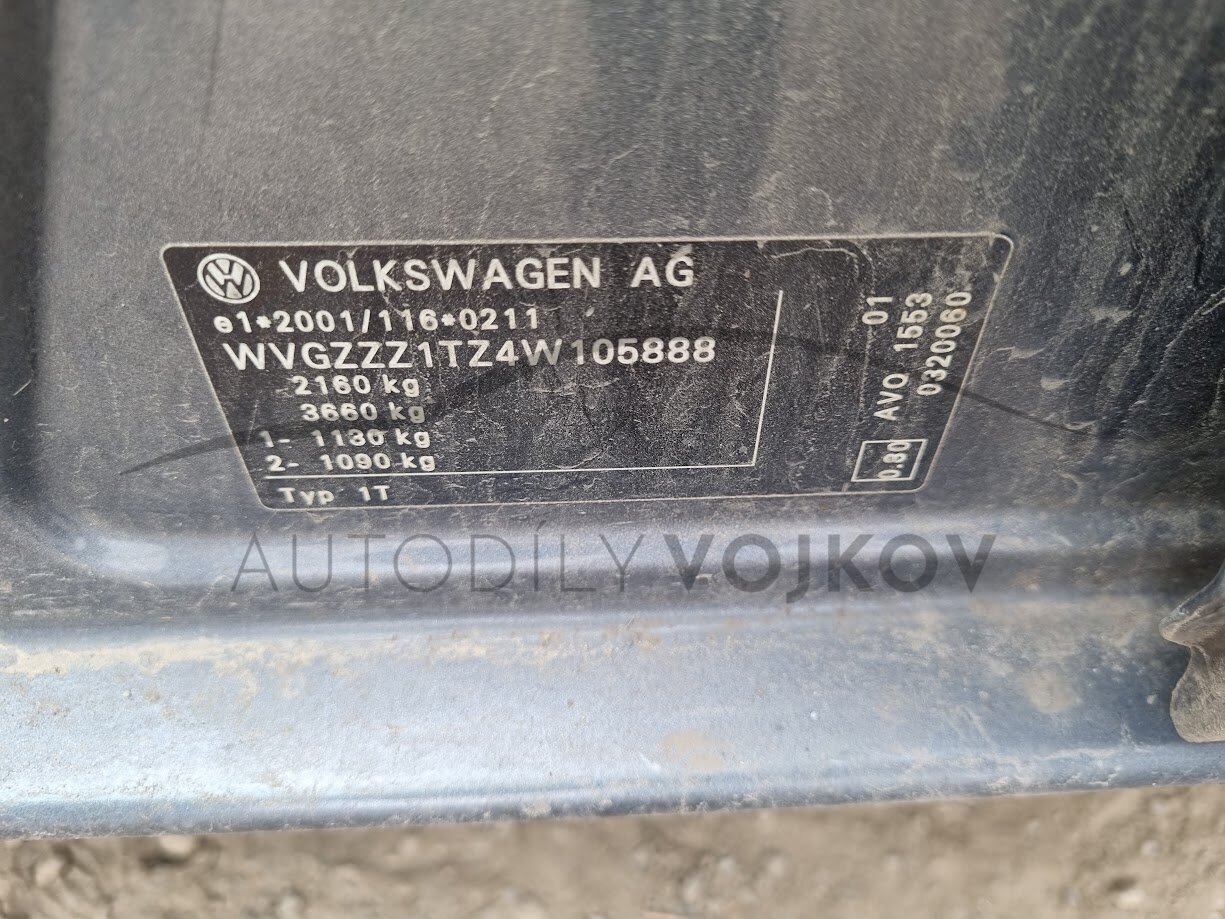 VOLKSWAGEN AG
e1*2001/116*0211
WVGZZZ1TZ4W105888
2160 kg
3660 kg
1- 1130 kg
2- 1090 kg
Typ 1T
01
AVQ 1553
0320060
0.80
AUTODÍLY VOJKOV